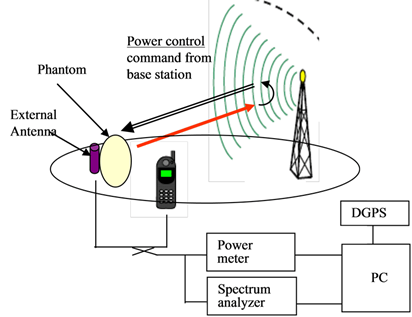 Power control
command from
base station
Phantom
External
Antenna
DGPS
Power
meter
PC
Spectrum
analyzer